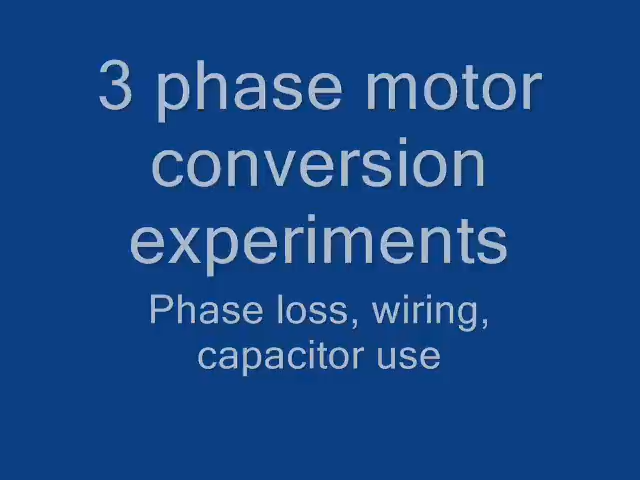 3 phase motor
conversion
experiments
Phase loss, wiring,
capacitor use